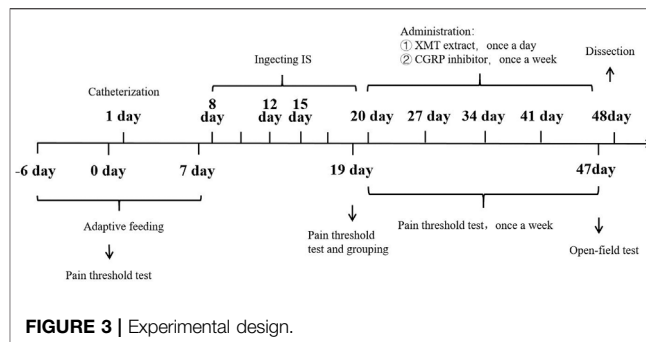 Administration:
① XMT extract, once a day
② CGRP inhibitor, once a week
Dissection
Ingecting IS
Catheterization
1 day
8 day
12 day
15 day
20 day
27 day
34 day
41 day
48day
-6 day
0 day
7 day
19 day
47 day
Adaptive feeding
Pain threshold test
Pain threshold test and grouping
Pain threshold test, once a week
Open-field test
FIGURE 3 | Experimental design.